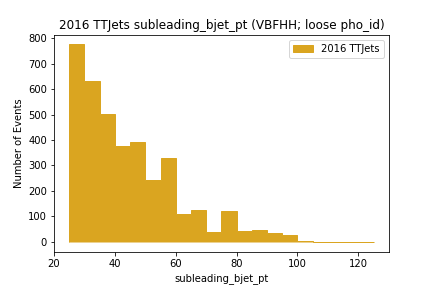 2016 TTJets subleading_bjet_pt (VBFHH; loose pho_id)
2016 TTJets
Number of Events
800
700
600
500
400
300
200
100
0
20 40 60 80 100 120
subleading_bjet_pt